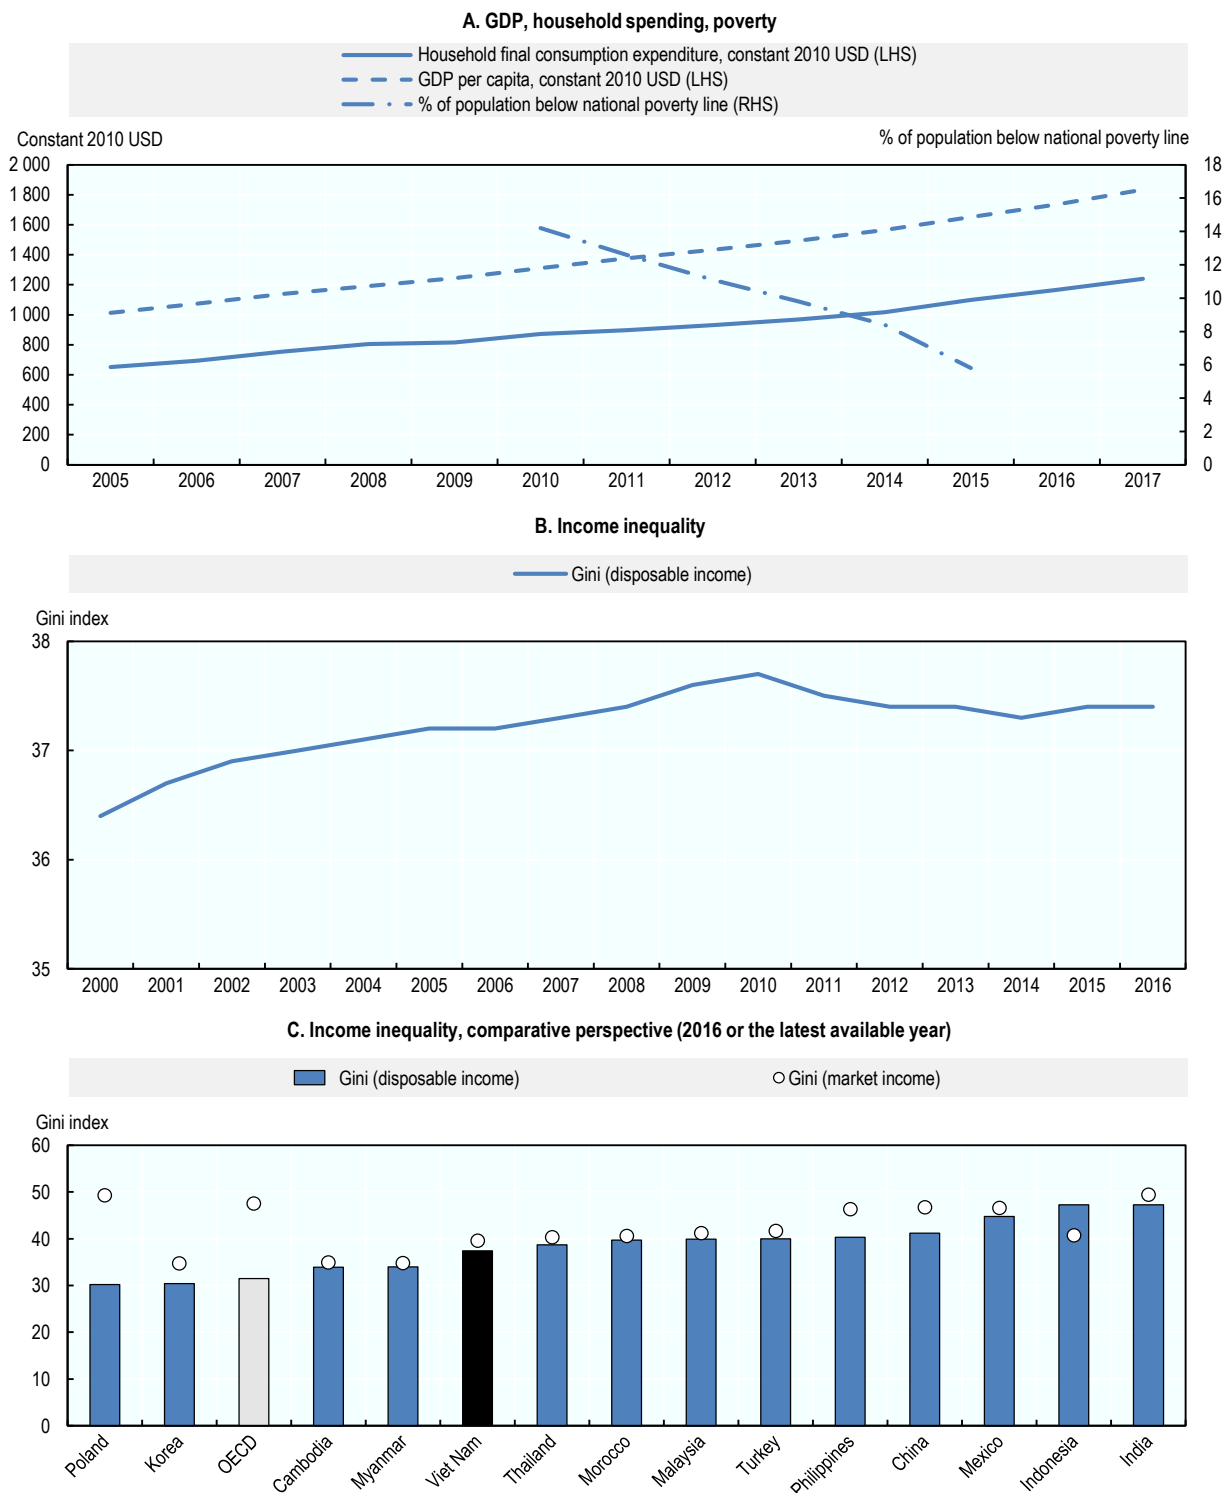 A. GDP, household spending, poverty
Household final consumption expenditure, constant 2010 USD (LHS)
GDP per capita, constant 2010 USD (LHS)
% of population below national poverty line (RHS)
Constant 2010 USD
% of population below national poverty line
2 000
1 800
1 600
1 400
1 200
1 000
800
600
400
200
0
18
16
14
12
10
8
6
4
2
0
2005 2006 2007 2008 2009 2010 2011 2012 2013 2014 2015 2016 2017
B. Income inequality
Gini (disposable income)
Gini index
38
37
36
35
2000 2001 2002 2003 2004 2005 2006 2007 2008 2009 2010 2011 2012 2013 2014 2015 2016
C. Income inequality, comparative perspective (2016 or the latest available year)
Gini (disposable income) Gini (market income)
Gini index
60
50
40
30
20
10
0
Poland Korea OECD Cambodia Myanmar Viet Nam Thailand Morocco Malaysia Turkey Philippines China Mexico Indonesia India